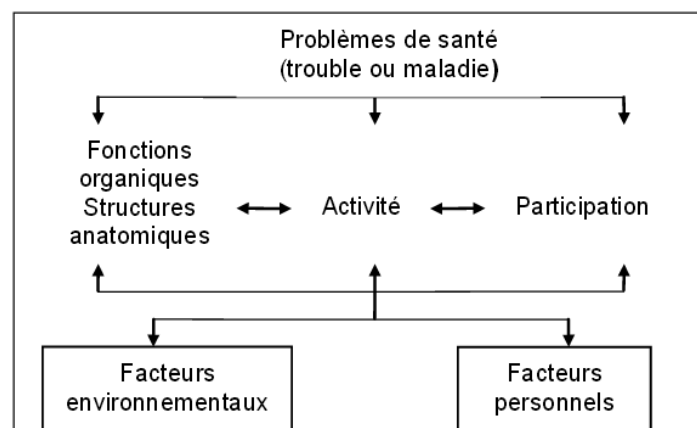 Problèmes de santé
(trouble ou maladie)
Fonctions
organiques
Structures
anatomiques
Activité
Participation
Facteurs
environnementaux
Facteurs
personnels